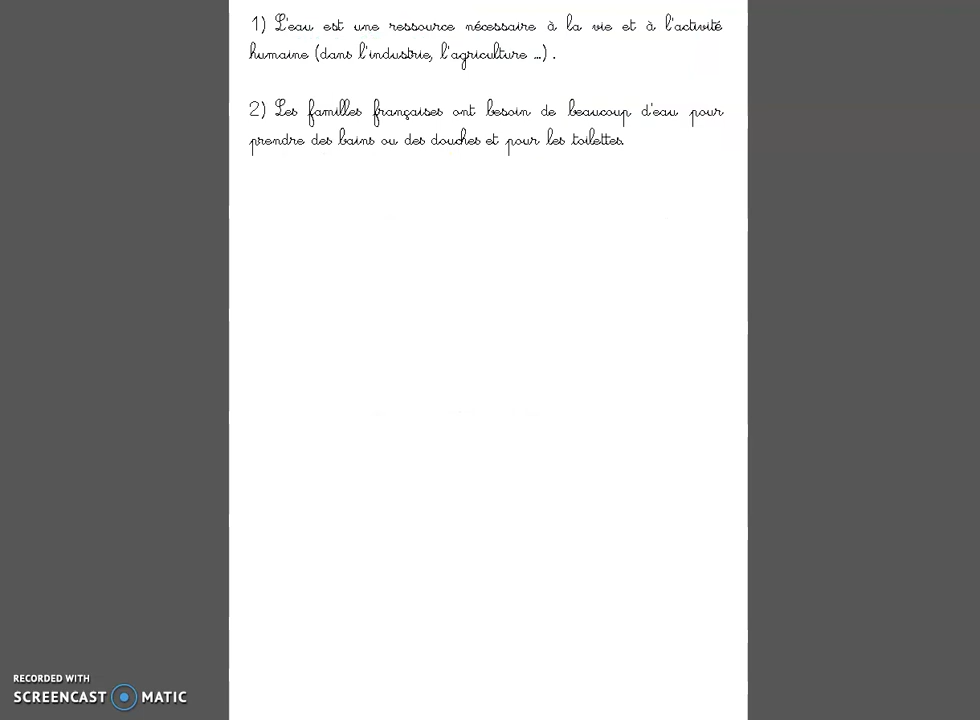 1) L'eau est une ressource nécessaire à la vie et à l'activité
humaine (dans l'industrie, l'agriculture ...) .
2) Les familles françaises ont besoin de beaucoup d'eau pour
prendre des bains ou des douches et pour les toilettes.
RECORDED WITH
SCREENCAST MATIC